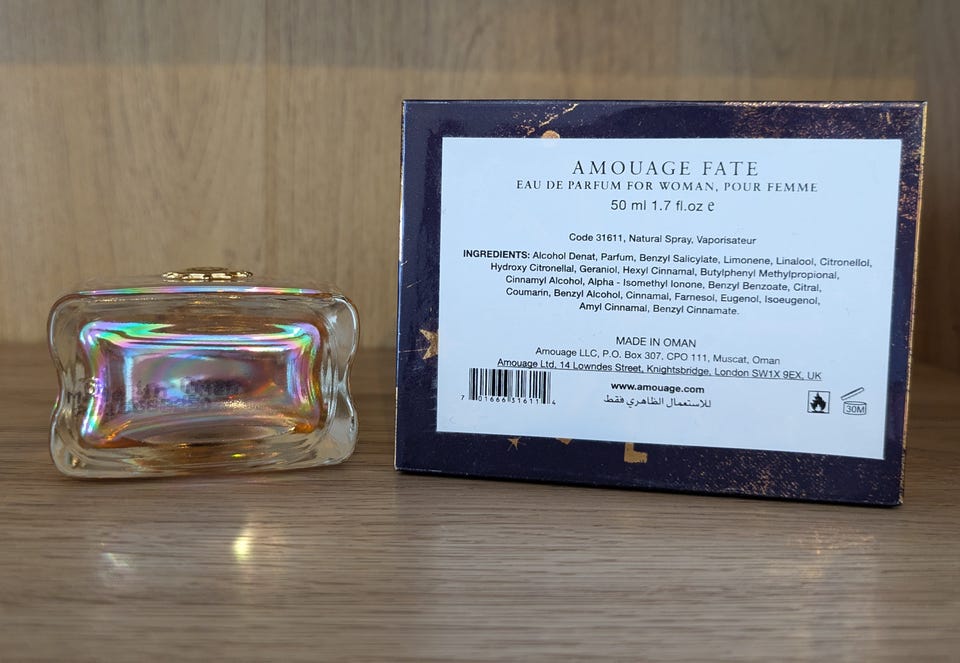 AMOUAGE FATE
EAU DE PARFUM FOR WOMAN, POUR FEMME
50 ml 1.7 fl.oz e
Code 31611, Natural Spray, Vaporisateur
INGREDIENTS: Alcohol Denat, Parfum, Benzyl Salicylate, Limonene, Linalool, Citronellol,
Hydroxy Citronellal, Geraniol, Hexyl Cinnamal, Butylphenyl Methylpropional,
Cinnamyl Alcohol, Alpha - Isomethyl Ionone, Benzyl Benzoate, Citral,
Coumarin, Benzyl Alcohol, Cinnamal, Farnesol, Eugenol, Isoeugenol,
Amyl Cinnamal, Benzyl Cinnamate.
MADE IN OMAN
Amouage LLC, P.O. Box 307, CPO 111, Muscat, Oman
Amouage Ltd, 14 Lowndes Street, Knightsbridge, London SW1X 9EX, UK
www.amouage.com
7 01666 31611 4
للاستعمال الظاهري فقط
30M